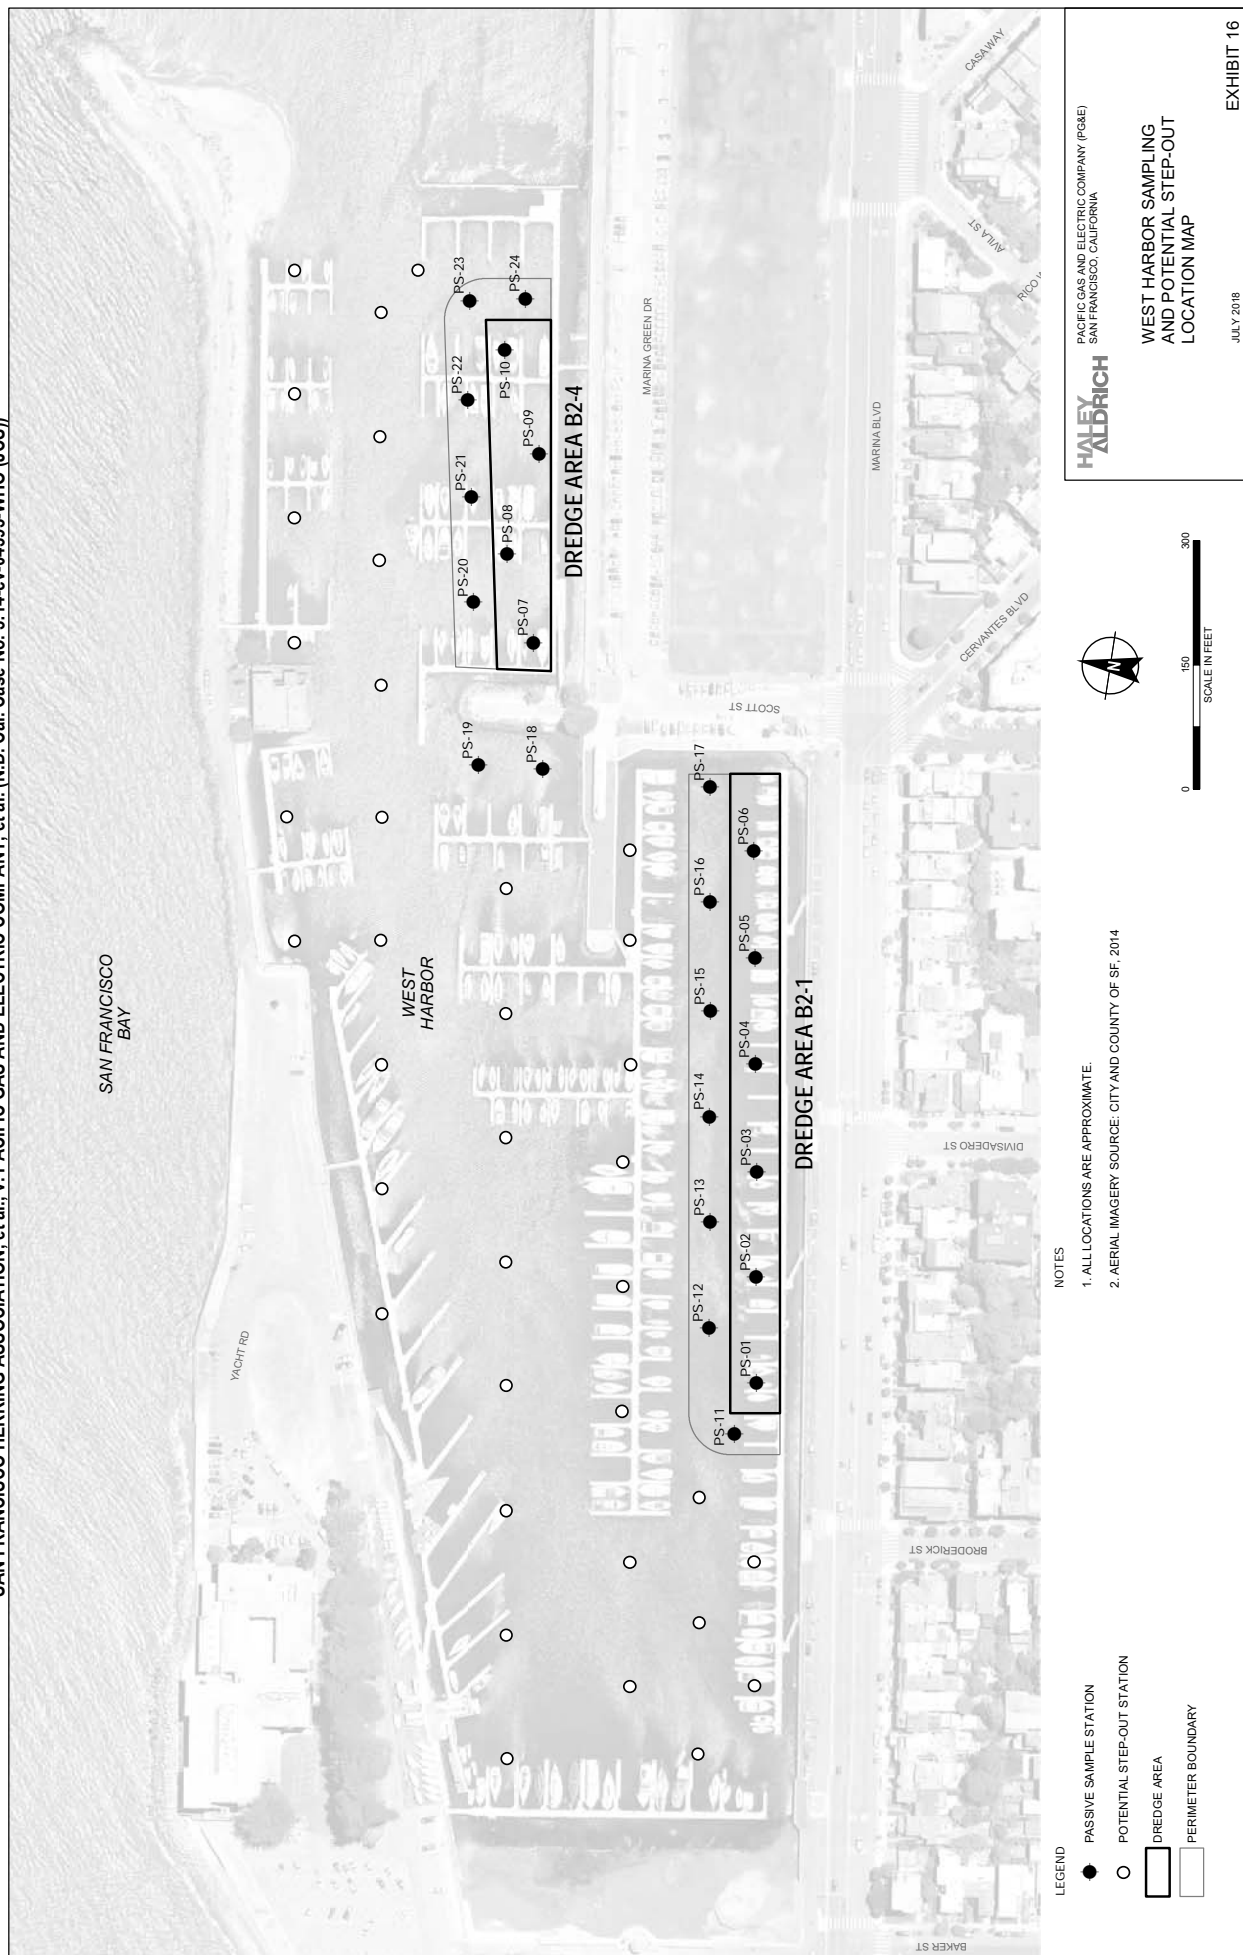 SAN FRANCISCO
BAY
YACHT RD
WEST
HARBOR
PS-19
PS-18
PS-20
PS-21
PS-22
PS-23
PS-24
PS-07
PS-08
PS-09
PS-10
DREDGE AREA B2-4
MARINA GREEN DR
PS-11
PS-12
PS-13
PS-14
PS-15
PS-16
PS-17
PS-01
PS-02
PS-03
PS-04
PS-05
PS-06
DREDGE AREA B2-1
SCOTT ST
MARINA BLVD
BAKER ST
BRODERICK ST
DIVISADERO ST
CERVANTES BLVD
AVILA ST
RICO
CASA WAY
LEGEND
PASSIVE SAMPLE STATION
POTENTIAL STEP-OUT STATION
DREDGE AREA
PERIMETER BOUNDARY
NOTES
1. ALL LOCATIONS ARE APPROXIMATE.
2. AERIAL IMAGERY SOURCE: CITY AND COUNTY OF SF, 2014
N
0 150 300
SCALE IN FEET
HALEY
ALDRICH
PACIFIC GAS AND ELECTRIC COMPANY (PG&E)
SAN FRANCISCO, CALIFORNIA
WEST HARBOR SAMPLING
AND POTENTIAL STEP-OUT
LOCATION MAP
JULY 2018
EXHIBIT 16